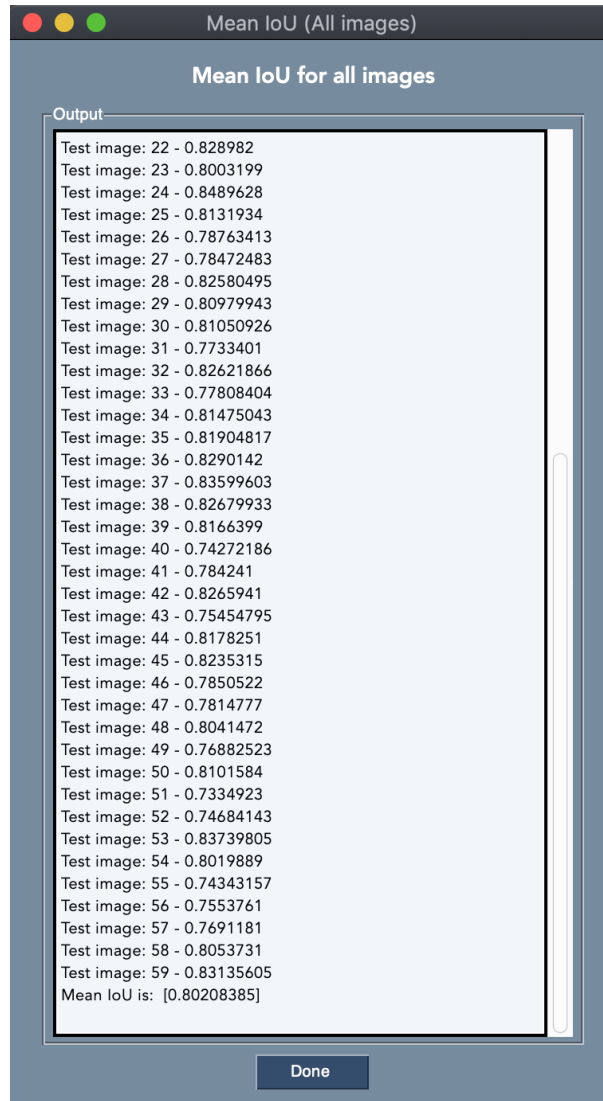 Mean IoU (All images)
Mean IoU for all images
Output
Test image: 22 - 0.828982
Test image: 23 - 0.8003199
Test image: 24 - 0.8489628
Test image: 25 - 0.8131934
Test image: 26 - 0.78763413
Test image: 27 - 0.78472483
Test image: 28 - 0.82580495
Test image: 29 - 0.80979943
Test image: 30 - 0.81050926
Test image: 31 - 0.7733401
Test image: 32 - 0.82621866
Test image: 33 - 0.77808404
Test image: 34 - 0.81475043
Test image: 35 - 0.81904817
Test image: 36 - 0.8290142
Test image: 37 - 0.83599603
Test image: 38 - 0.82679933
Test image: 39 - 0.8166399
Test image: 40 - 0.74272186
Test image: 41 - 0.784241
Test image: 42 - 0.8265941
Test image: 43 - 0.75454795
Test image: 44 - 0.8178251
Test image: 45 - 0.8235315
Test image: 46 - 0.7850522
Test image: 47 - 0.7814777
Test image: 48 - 0.8041472
Test image: 49 - 0.76882523
Test image: 50 - 0.8101584
Test image: 51 - 0.7334923
Test image: 52 - 0.74684143
Test image: 53 - 0.83739805
Test image: 54 - 0.8019889
Test image: 55 - 0.74343157
Test image: 56 - 0.7553761
Test image: 57 - 0.7691181
Test image: 58 - 0.8053731
Test image: 59 - 0.83135605
Mean IoU is:  [0.80208385]
Done